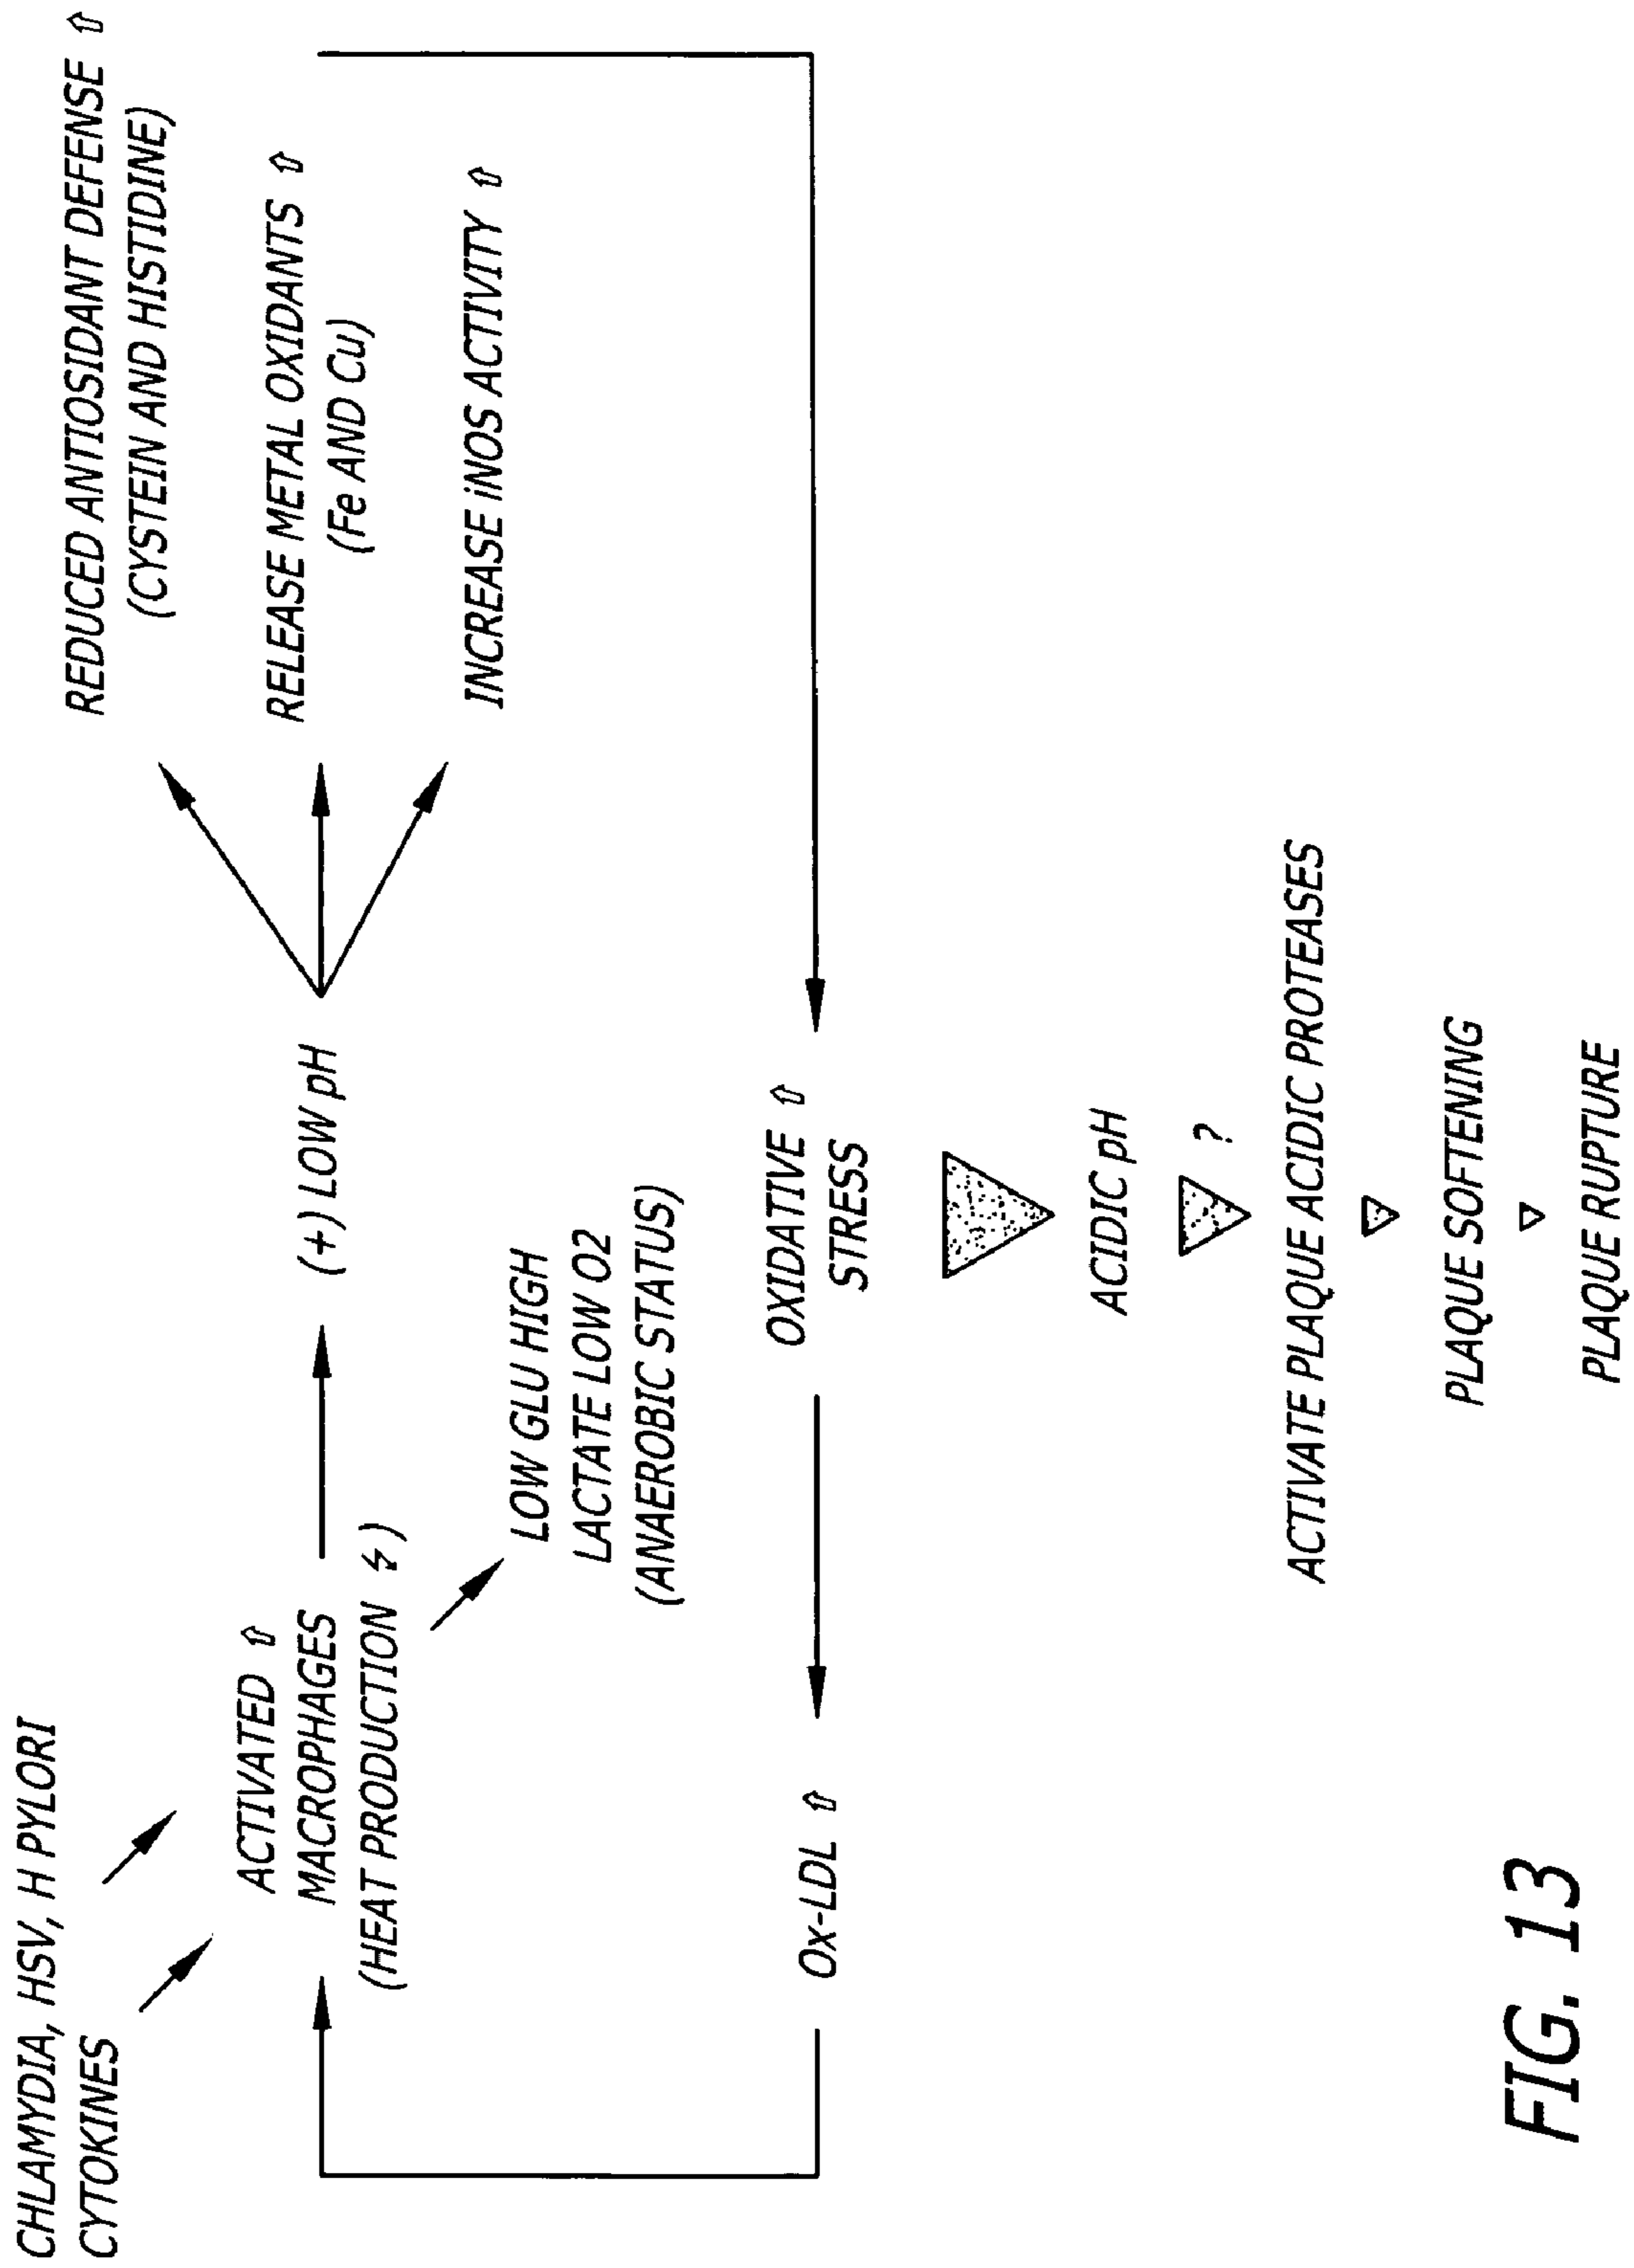 CHLAMYDIA, HSV, H PYLORI
CYTOKINES
ACTIVATED ⇧
MACROPHAGES
(HEAT PRODUCTION ϟ)
LOW GLU HIGH
LACTATE LOW O2
(ANAEROBIC STATUS)
(+) LOW pH
REDUCED ANTIOSIDANT DEFENSE ⇧
(CYSTEIN AND HISTIDINE)
RELEASE METAL OXIDANTS ⇧
(Fe AND Cu)
INCREASE iNOS ACTIVITY ⇧
Ox-LDL ⇧
OXIDATIVE ⇧
STRESS
ACIDIC pH
?
ACTIVATE PLAQUE ACIDIC PROTEASES
PLAQUE SOFTENING
PLAQUE RUPTURE
FIG. 13